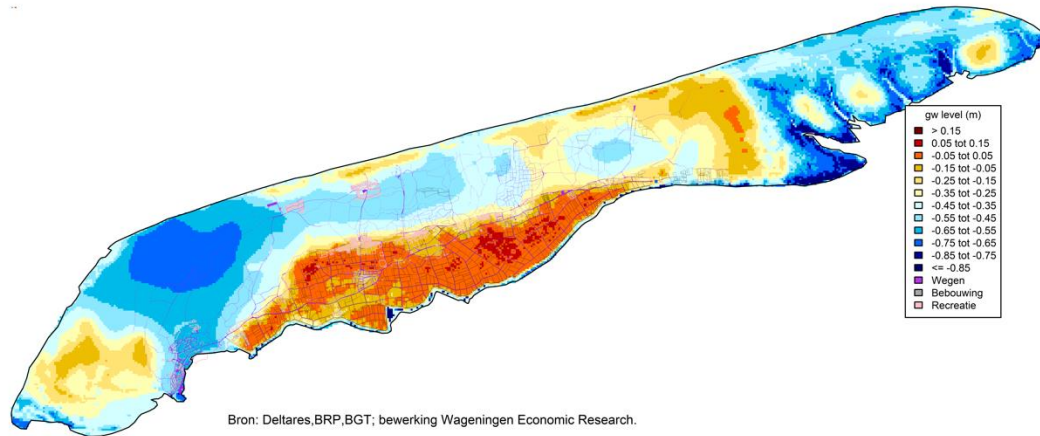 gw level (m)
> 0.15
0.05 tot 0.15
-0.05 tot 0.05
-0.15 tot -0.05
-0.25 tot -0.15
-0.35 tot -0.25
-0.45 tot -0.35
-0.55 tot -0.45
-0.65 tot -0.55
-0.75 tot -0.65
-0.85 tot -0.75
<= -0.85
Wegen
Bebouwing
Recreatie
Bron: Deltares,BRP,BGT; bewerking Wageningen Economic Research.